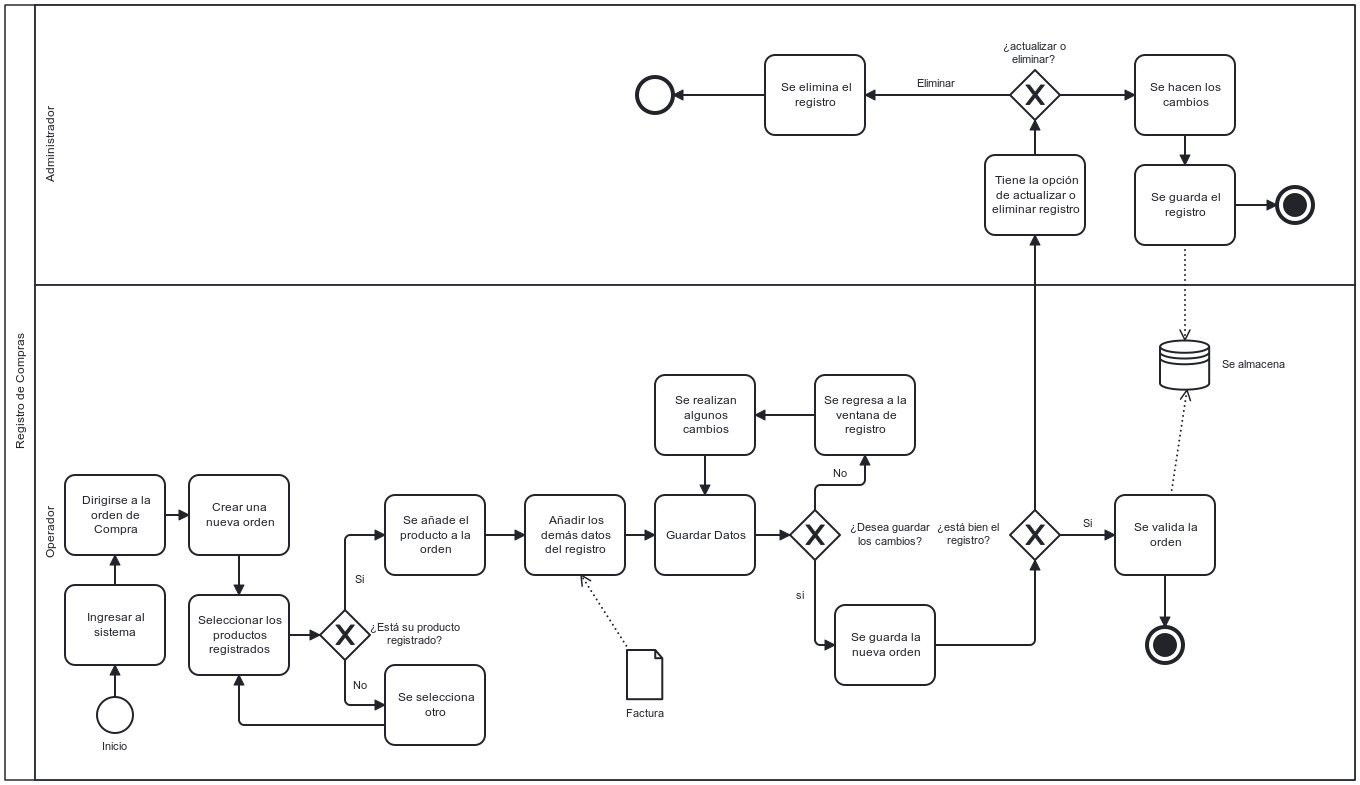 Registro de Compras
Administrador
¿actualizar o
eliminar?
Se elimina el
registro
Eliminar
Se hacen los
cambios
Tiene la opción
de actualizar o
eliminar registro
Se guarda el
registro
Operador
Se almacena
Se realizan
algunos
cambios
Se regresa a la
ventana de
registro
No
Dirigirse a la
orden de
Compra
Crear una
nueva orden
Se añade el
producto a la
orden
Añadir los
demás datos
del registro
Guardar Datos
¿Desea guardar
los cambios?
¿está bien el
registro?
Si
Se valida la
orden
Si
si
Ingresar al
sistema
Seleccionar los
productos
registrados
¿Está su producto
registrado?
Se guarda la
nueva orden
No
Se selecciona
otro
Factura
Inicio